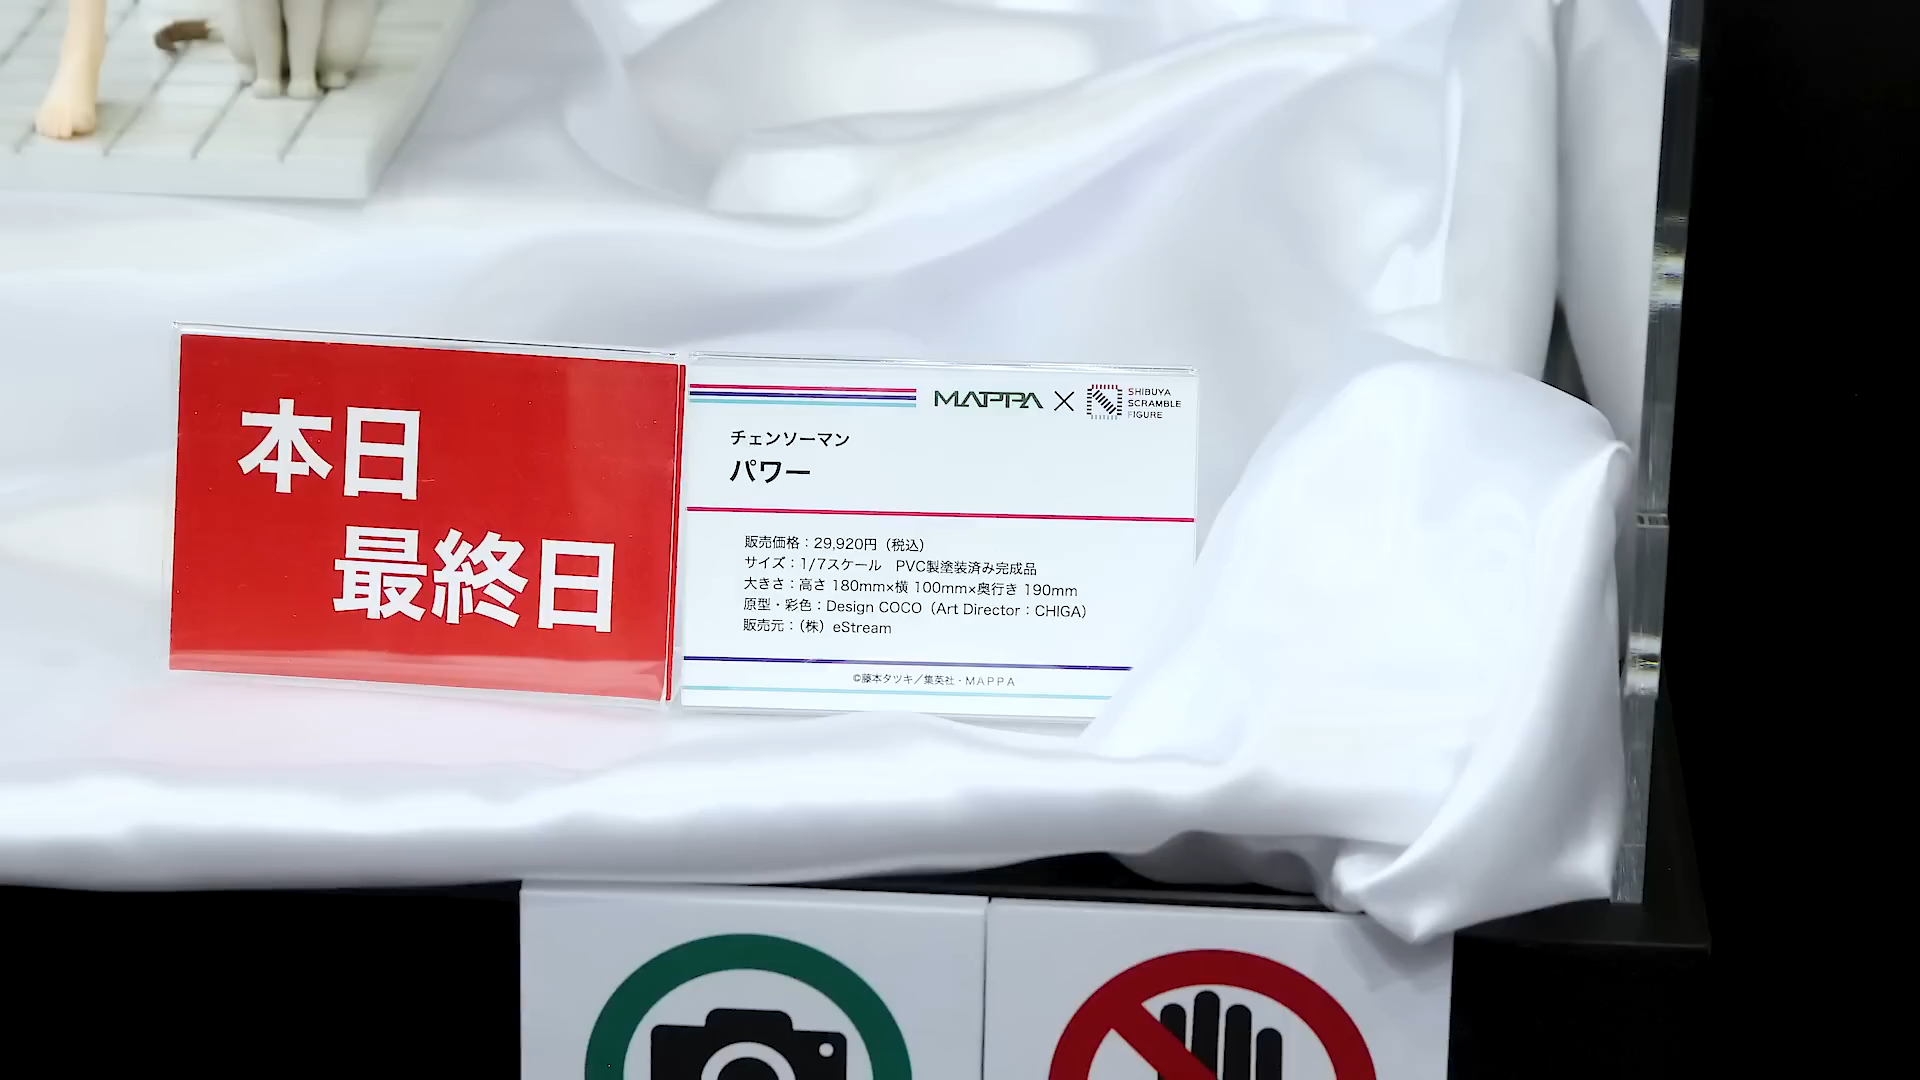 本日
最終日
MAPPA × SHIBUYA SCRAMBLE FIGURE
チェンソーマン
パワー
販売価格：29,920円（税込）
サイズ：1/7スケール　PVC製塗装済み完成品
大きさ：高さ 180mm×横 100mm×奥行き 190mm
原型・彩色：Design COCO（Art Director：CHIGA）
販売元：（株）eStream
©藤本タツキ／集英社・MAPPA